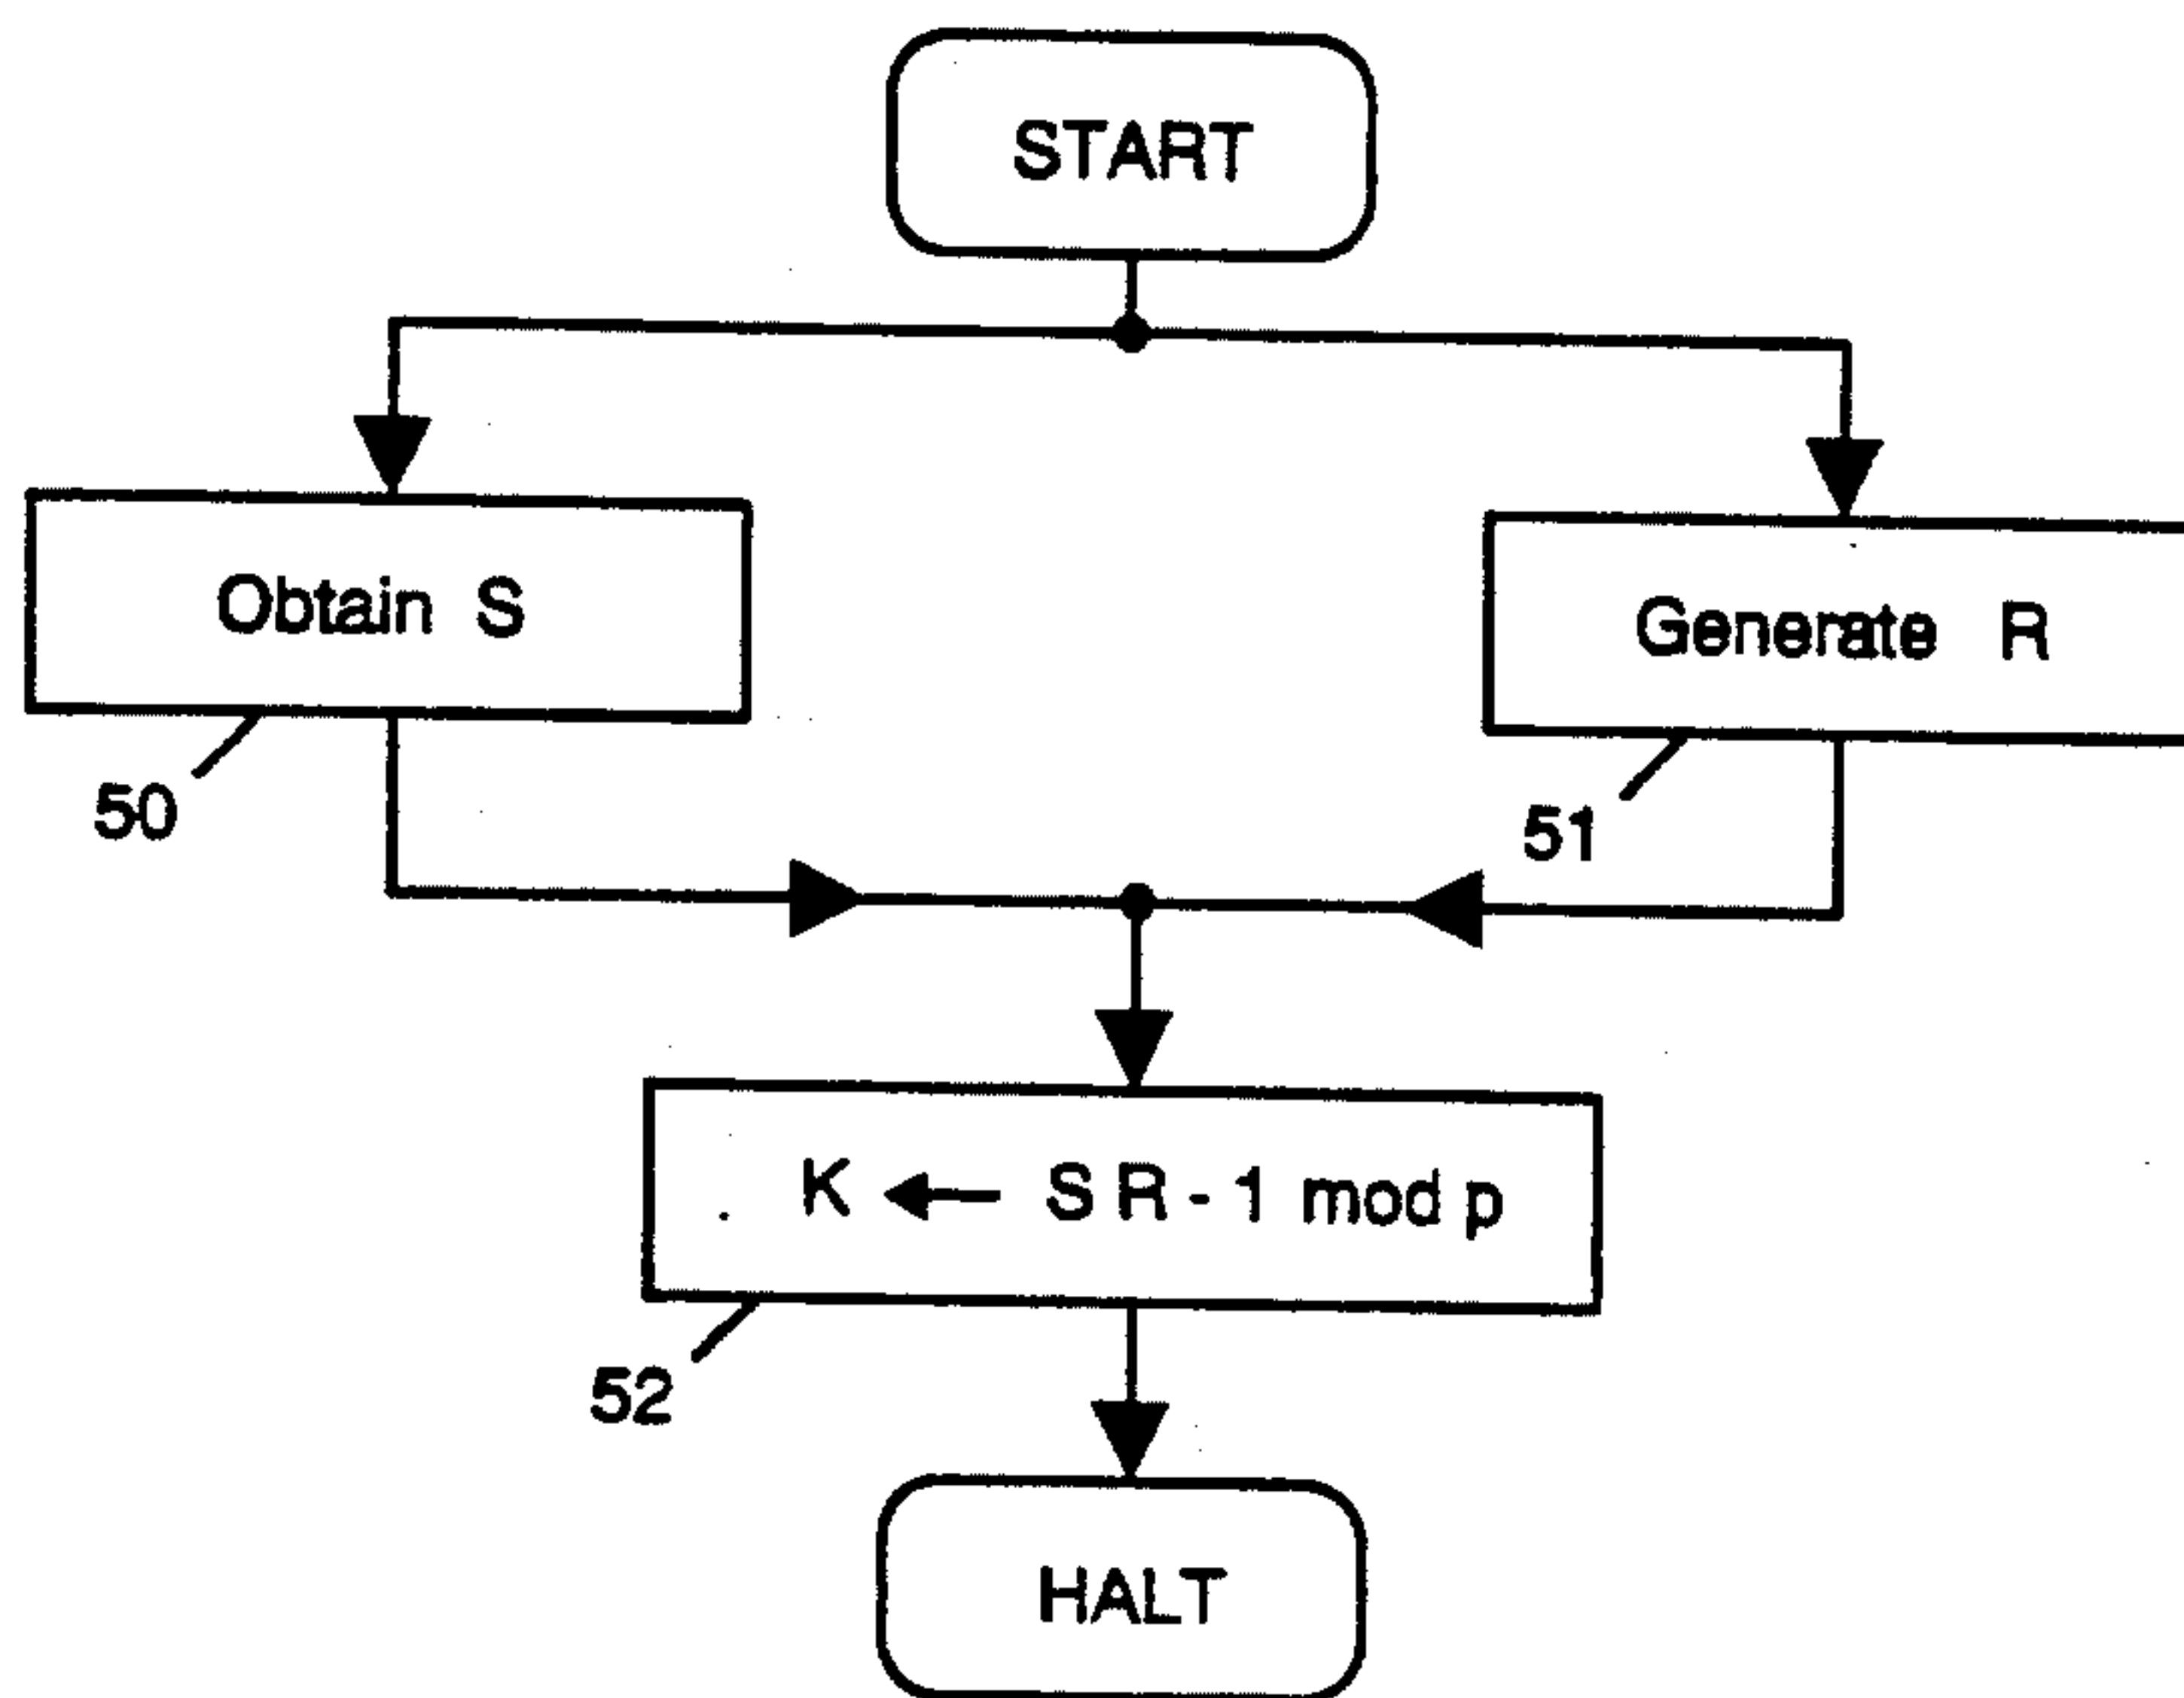 START
Obtain S
Generate R
50
51
K ← S R - 1 mod p
52
HALT